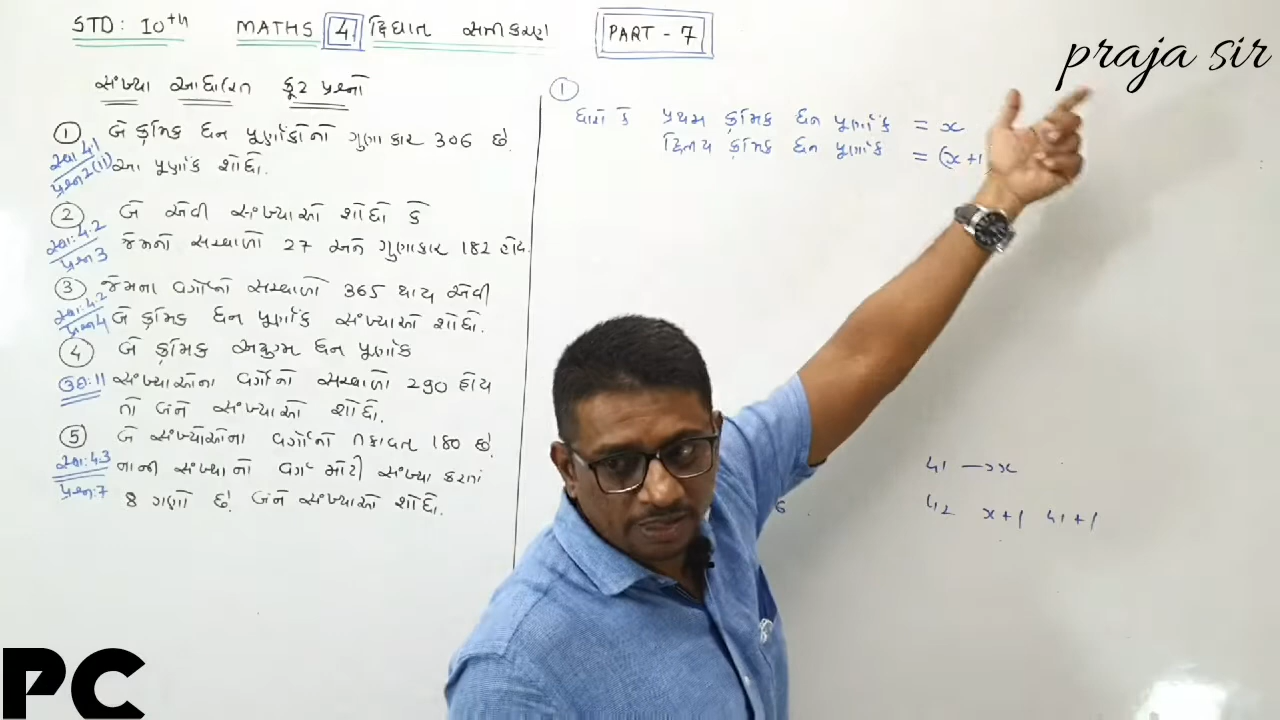 STD: 10th MATHS 4 દ્વિઘાત સમીકરણ PART - 7
praja sir
સંખ્યા આધારિત કૂટ પ્રશ્નો
1 બે ક્રમિક ધન પૂર્ણાંકોનો ગુણાકાર 306 છે.
સ્વા 4.1
પ્રશ્ન 2(ii)
આ પૂર્ણાંક શોધો.
2 બે એવી સંખ્યાઓ શોધો કે
સ્વા: 4.2
પ્રશ્ન 3
જેમનો સરવાળો 27 અને ગુણાકાર 182 હોય.
3 જેમના વર્ગોનો સરવાળો 365 થાય એવી
સ્વા: 4.2
પ્રશ્ન 4
બે ક્રમિક ધન પૂર્ણાંક સંખ્યાઓ શોધો.
4 બે ક્રમિક અયુગ્મ ધન પૂર્ણાંક
ઉદા: 11
સંખ્યાઓના વર્ગોનો સરવાળો 290 હોય
તો બંને સંખ્યાઓ શોધો.
5 બે સંખ્યાઓના વર્ગોનો તફાવત 180 છે.
સ્વા: 4.3
પ્રશ્ન: 7
નાની સંખ્યાનો વર્ગ મોટી સંખ્યા કરતાં
8 ગણો છે. બંને સંખ્યાઓ શોધો.
1
ધારો કે પ્રથમ ક્રમિક ધન પૂર્ણાંક = x
દ્વિતીય ક્રમિક ધન પૂર્ણાંક = (x+1
6
41 → x
42 x+1 41+1
PC